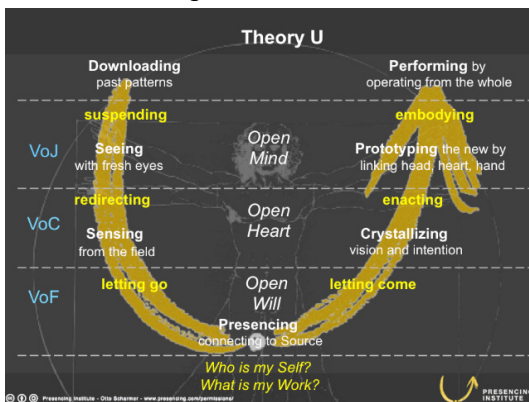 Theory U
Downloading
past patterns
Performing by
operating from the whole
suspending
embodying
VoJ
Seeing
with fresh eyes
Open
Mind
Prototyping the new by
linking head, heart, hand
redirecting
enacting
VoC
Sensing
from the field
Open
Heart
Crystallizing
vision and intention
letting go
letting come
VoF
Open
Will
Presencing
connecting to Source
Who is my Self?
What is my Work?
Presencing Institute - Otto Scharmer - www.presencing.com/permissions/
PRESENCING
INSTITUTE